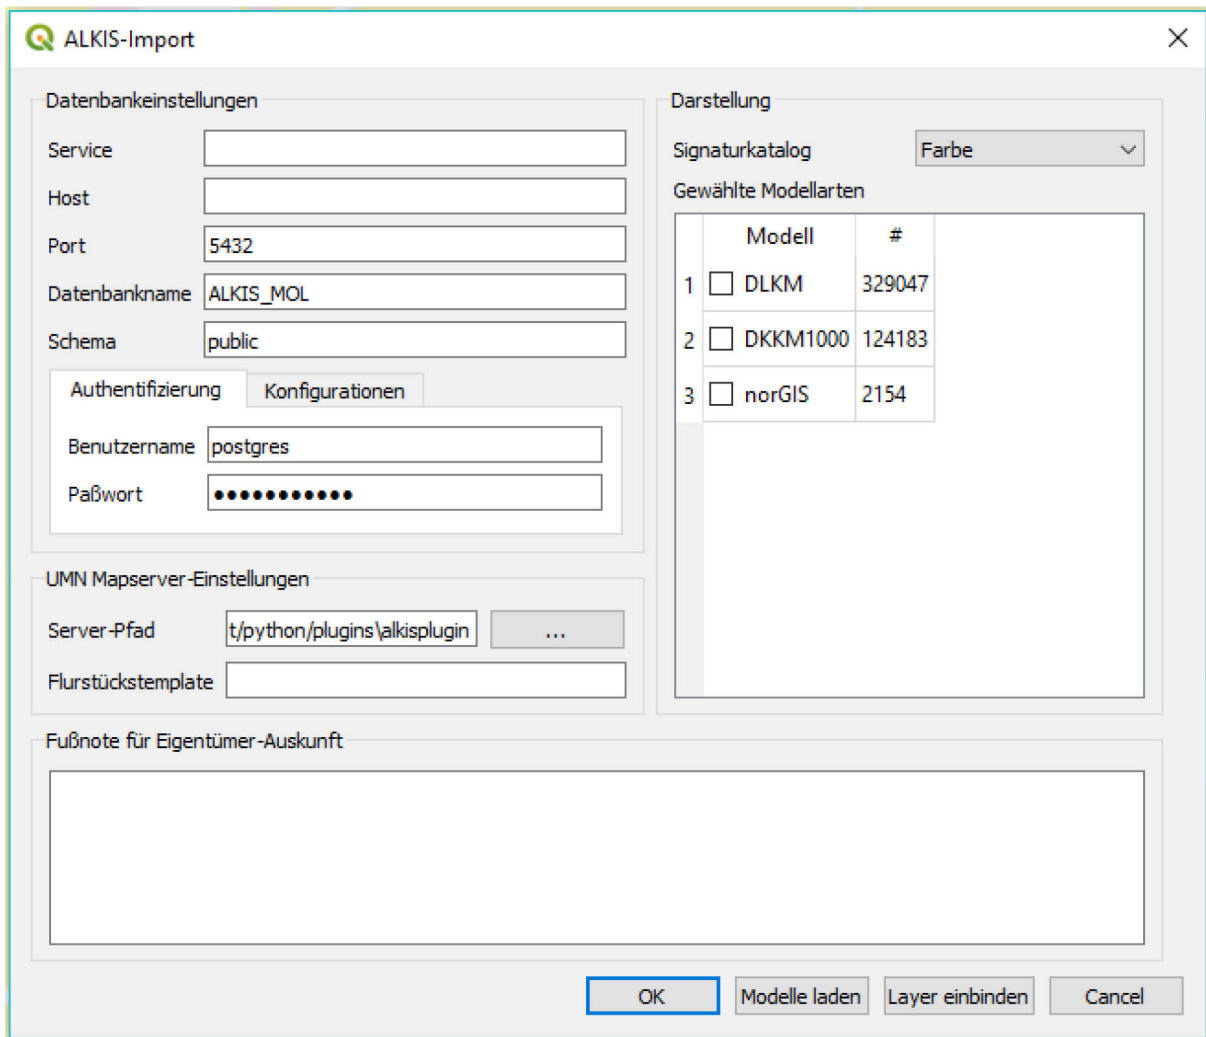 ALKIS-Import
Datenbankeinstellungen
Service
Host
Port 5432
Datenbankname ALKIS_MOL
Schema public
Authentifizierung Konfigurationen
Benutzername postgres
Paßwort ●●●●●●●●●●●
UMN Mapserver-Einstellungen
Server-Pfad t/python/plugins\alkisplugin ...
Flurstückstemplate
Darstellung
Signaturkatalog Farbe
Gewählte Modellarten
Modell #
1 DLKM 329047
2 DKKM1000 124183
3 norGIS 2154
Fußnote für Eigentümer-Auskunft
OK Modelle laden Layer einbinden Cancel